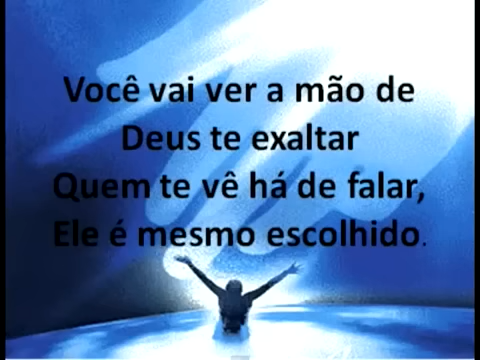 Você vai ver a mão de
Deus te exaltar
Quem te vê há de falar,
Ele é mesmo escolhido.